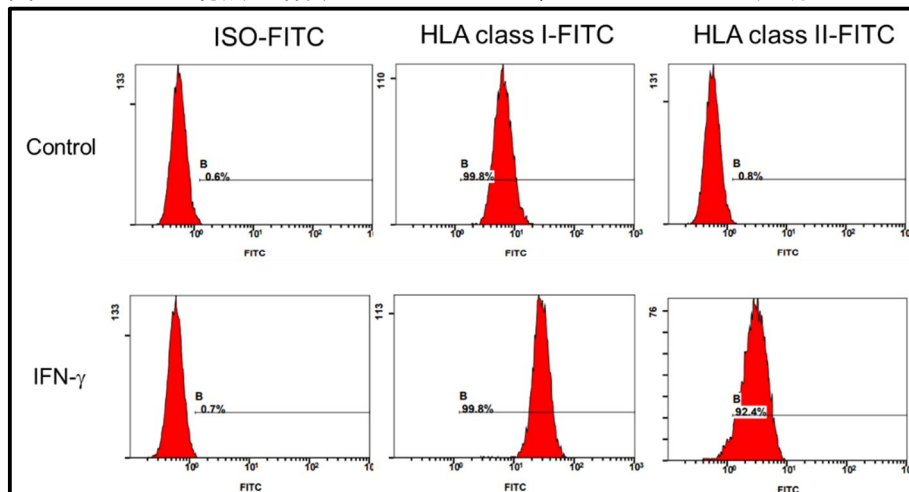 ISO-FITC HLA class I-FITC HLA class II-FITC
Control
133
B
0.6%
10⁰ 10¹ 10²
FITC
110
B
99.8%
10⁰ 10¹ 10² 10³
FITC
131
B
0.8%
10⁰ 10¹ 10² 10³
FITC
IFN-γ
133
B
0.7%
10⁰ 10¹ 10²
FITC
113
B
99.8%
10⁰ 10¹ 10² 10³
FITC
76
B
92.4%
10⁰ 10¹ 10² 10³
FITC